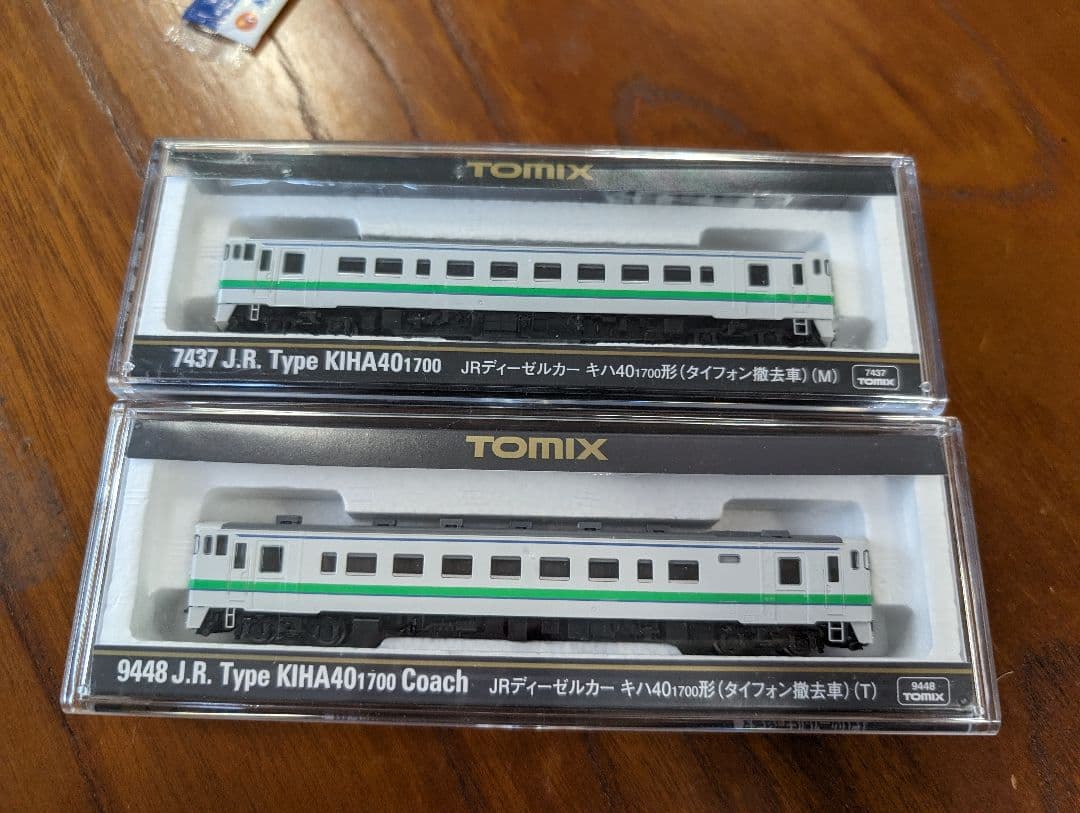 TOMIX
7437 J.R. Type KIHA401700 JRディーゼルカー キハ401700形(タイフォン撤去車)(M) 7437 TOMIX
TOMIX
9448 J.R. Type KIHA401700 Coach JRディーゼルカー キハ401700形(タイフォン撤去車)(T) 9448 TOMIX